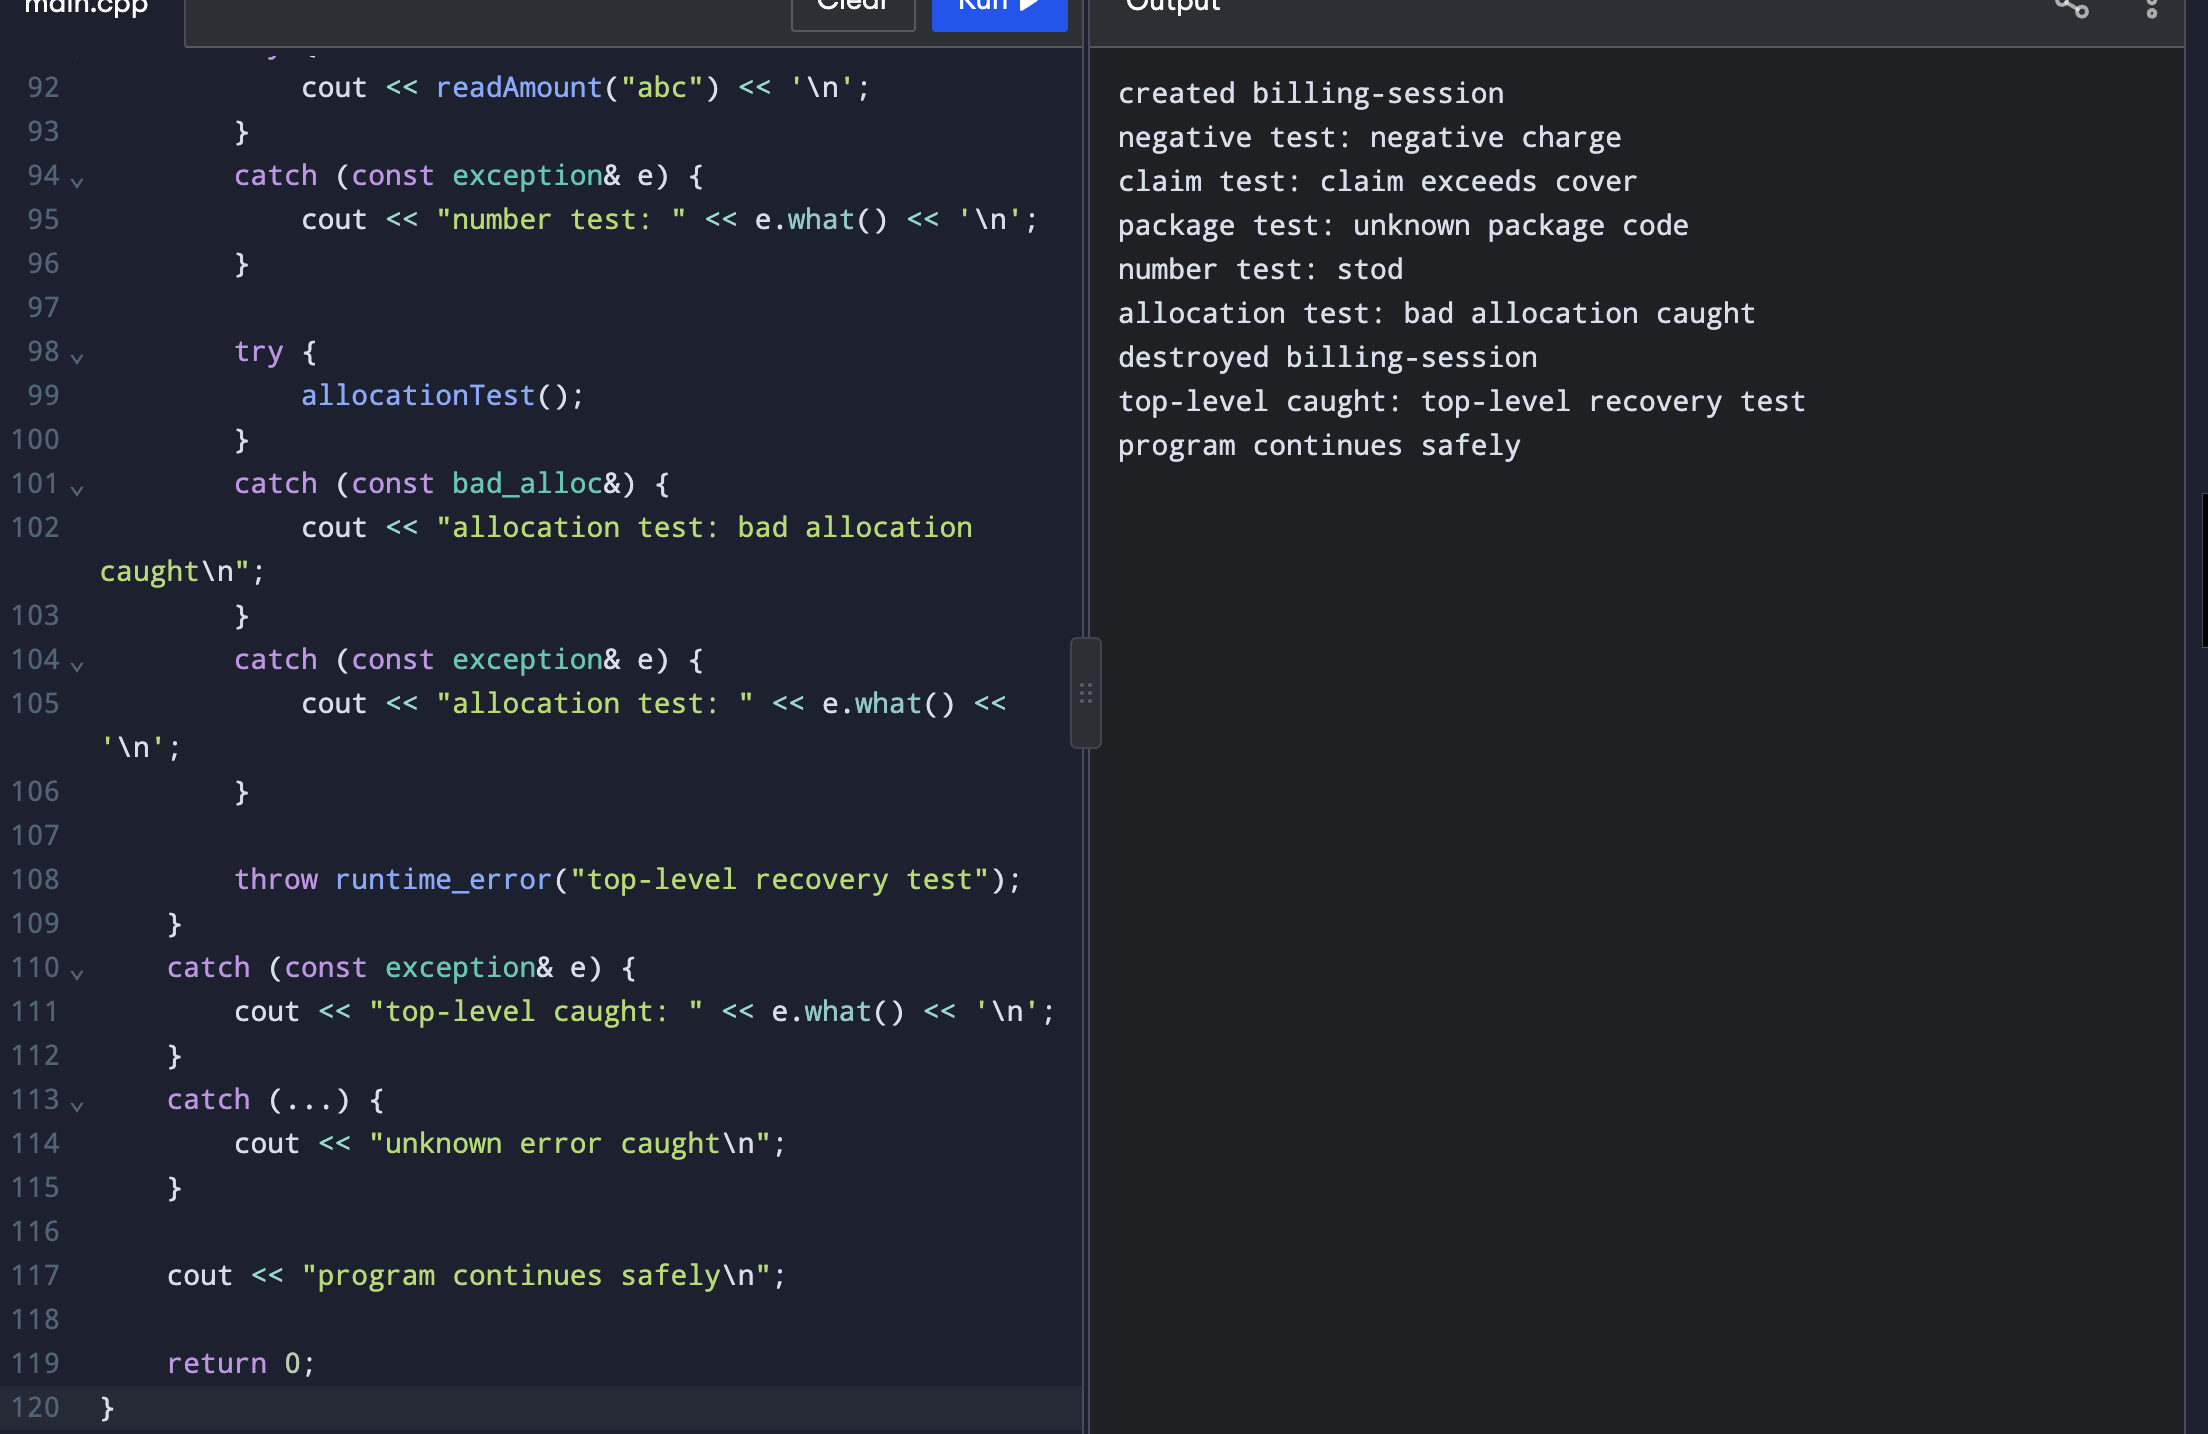 main.cpp
Clear
Run
Output
92 cout << readAmount("abc") << '\n';
93 }
94 catch (const exception& e) {
95 cout << "number test: " << e.what() << '\n';
96 }
97
98 try {
99 allocationTest();
100 }
101 catch (const bad_alloc&) {
102 cout << "allocation test: bad allocation
caught\n";
103 }
104 catch (const exception& e) {
105 cout << "allocation test: " << e.what() <<
'\n';
106 }
107
108 throw runtime_error("top-level recovery test");
109 }
110 catch (const exception& e) {
111 cout << "top-level caught: " << e.what() << '\n';
112 }
113 catch (...) {
114 cout << "unknown error caught\n";
115 }
116
117 cout << "program continues safely\n";
118
119 return 0;
120 }
created billing-session
negative test: negative charge
claim test: claim exceeds cover
package test: unknown package code
number test: stod
allocation test: bad allocation caught
destroyed billing-session
top-level caught: top-level recovery test
program continues safely